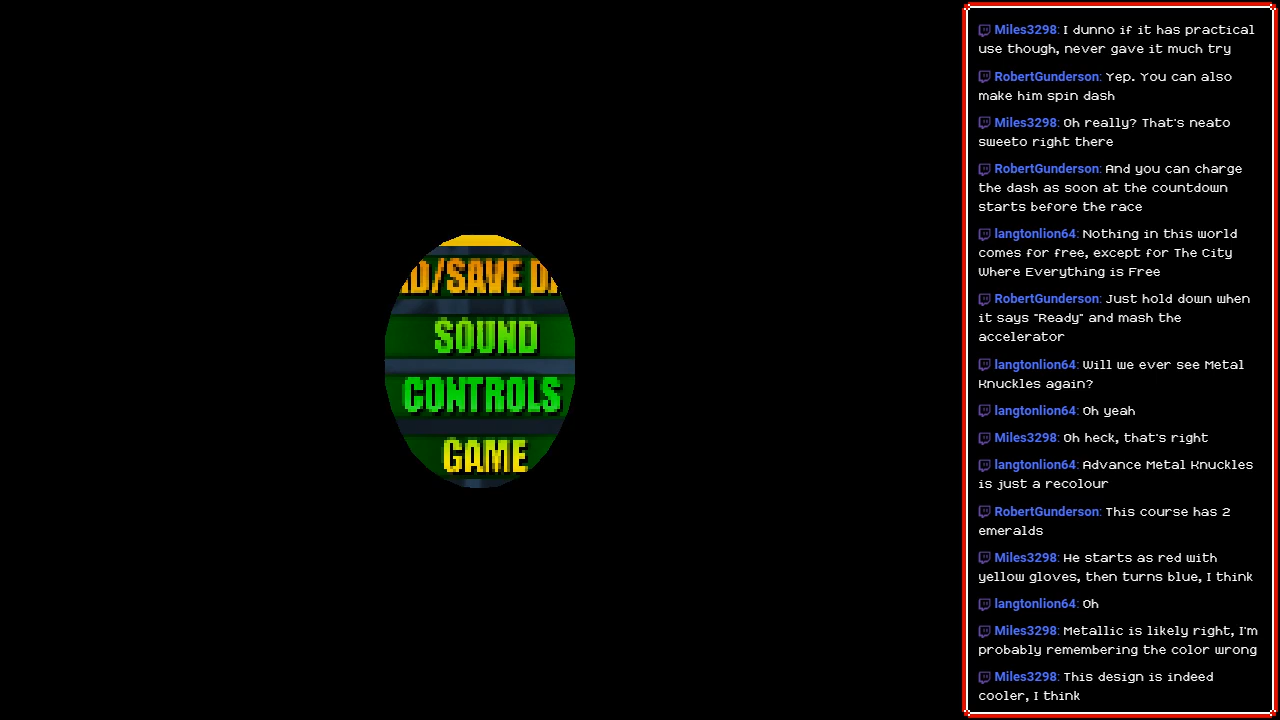 D/SAVE D
SOUND
CONTROLS
GAME
Miles3298: I dunno if it has practical
use though, never gave it much try
RobertGunderson: Yep. You can also
make him spin dash
Miles3298: Oh really? That's neato
sweeto right there
RobertGunderson: And you can charge
the dash as soon at the countdown
starts before the race
langtonlion64: Nothing in this world
comes for free, except for The City
Where Everything is Free
RobertGunderson: Just hold down when
it says "Ready" and mash the
accelerator
langtonlion64: Will we ever see Metal
Knuckles again?
langtonlion64: Oh yeah
Miles3298: Oh heck, that's right
langtonlion64: Advance Metal Knuckles
is just a recolour
RobertGunderson: This course has 2
emeralds
Miles3298: He starts as red with
yellow gloves, then turns blue, I think
langtonlion64: Oh
Miles3298: Metallic is likely right, I'm
probably remembering the color wrong
Miles3298: This design is indeed
cooler, I think